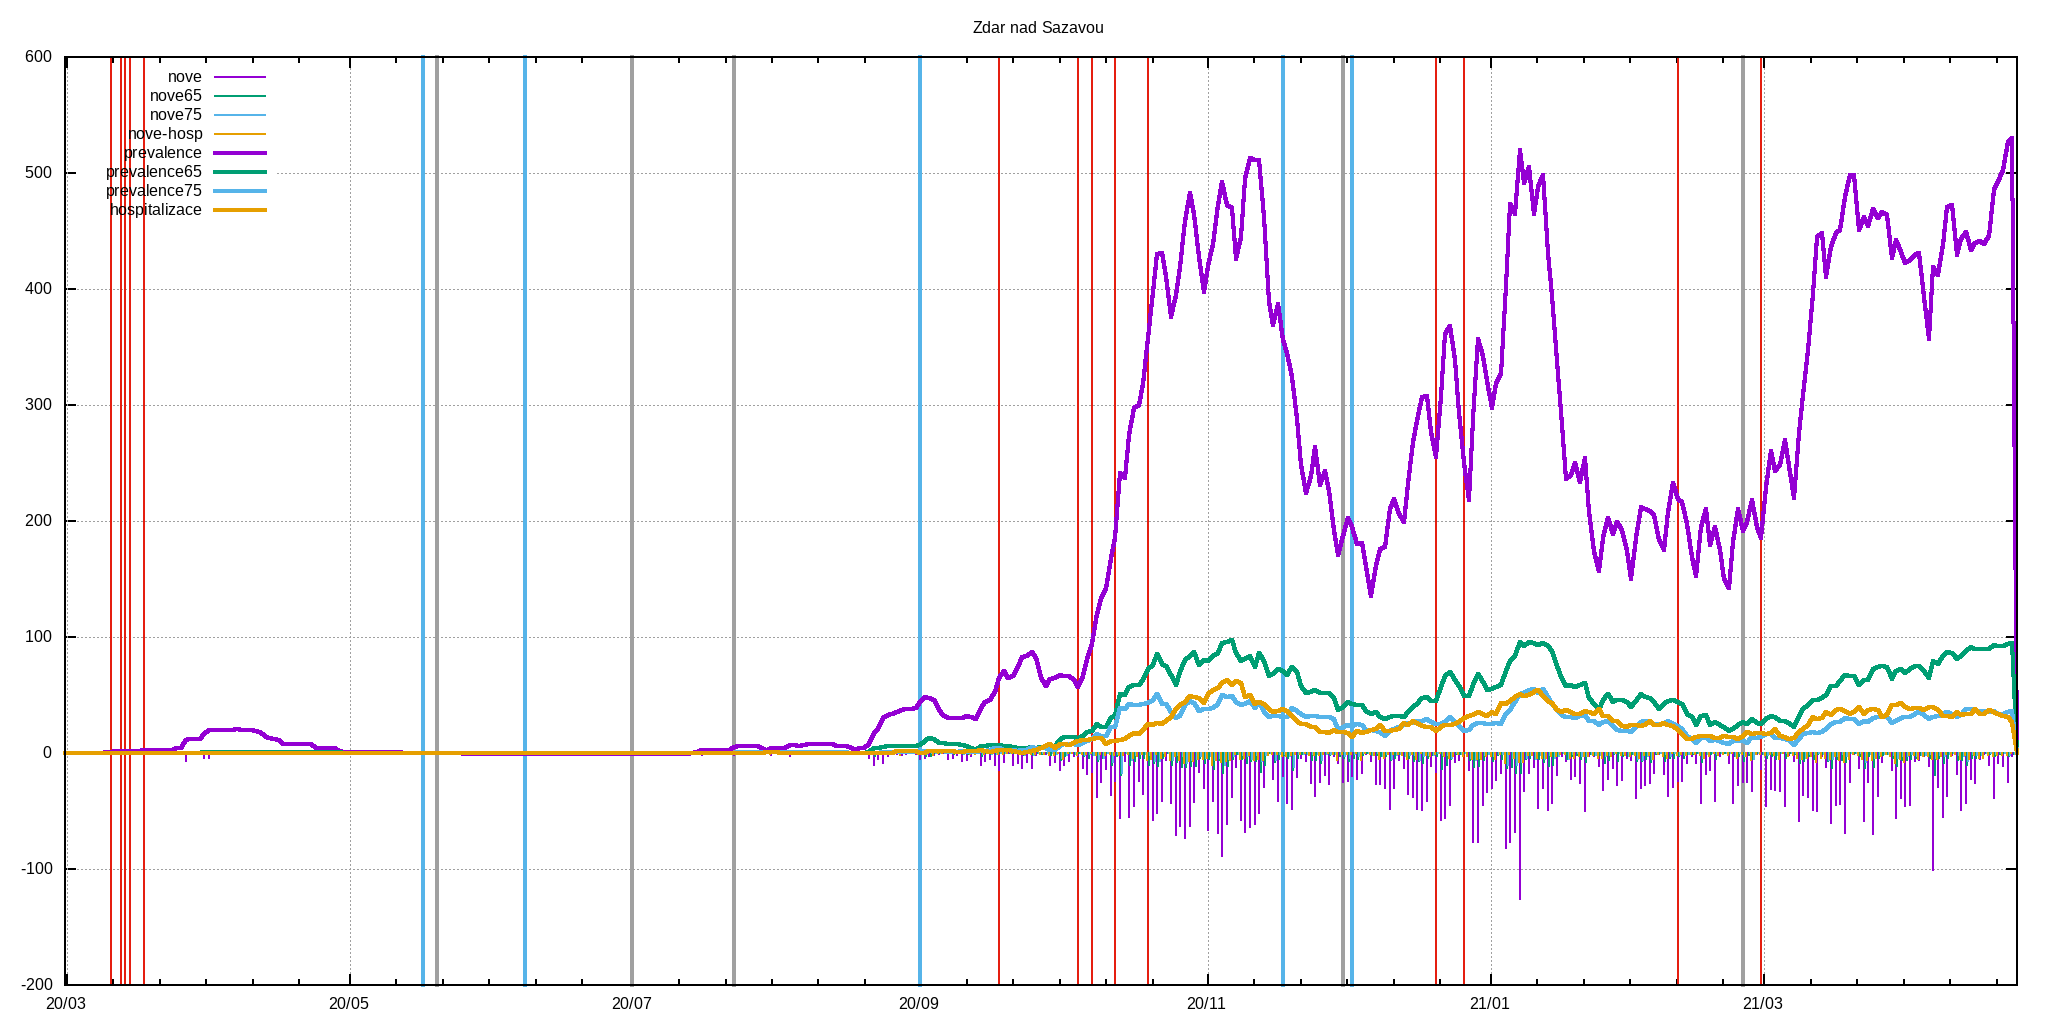 Zdar nad Sazavou
600
500
400
300
200
100
0
-100
-200
nove
nove65
nove75
nove-hosp
prevalence
prevalence65
prevalence75
hospitalizace
20/03 20/05 20/07 20/09 20/11 21/01 21/03